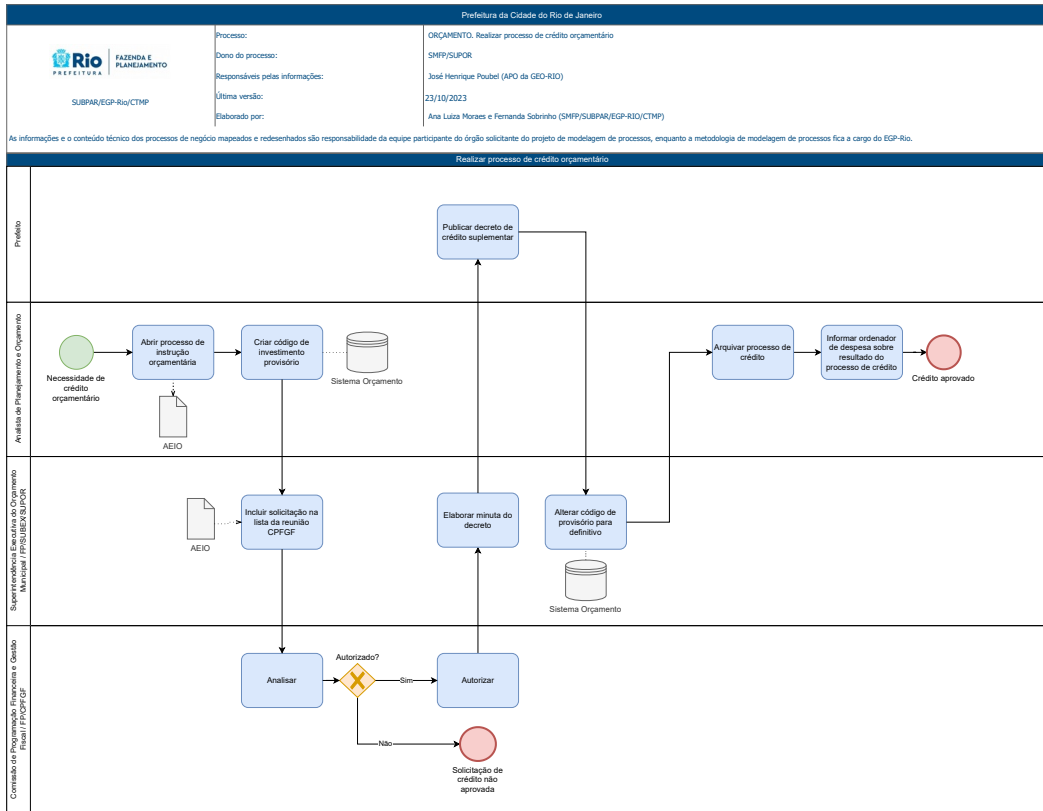 Prefeitura da Cidade do Rio de Janeiro
Rio
PREFEITURA
FAZENDA E
PLANEJAMENTO
SUBPAR/EGP-Rio/CTMP
Processo:
ORÇAMENTO. Realizar processo de crédito orçamentário
Dono do processo:
SMFP/SUPOR
Responsáveis pelas informações:
José Henrique Poubel (APO da GEO-RIO)
Última versão:
23/10/2023
Elaborado por:
Ana Luiza Moraes e Fernanda Sobrinho (SMFP/SUBPAR/EGP-RIO/CTMP)
As informações e o conteúdo técnico dos processos de negócio mapeados e redesenhados são responsabilidade da equipe participante do órgão solicitante do projeto de modelagem de processos, enquanto a metodologia de modelagem de processos fica a cargo do EGP-Rio.
Realizar processo de crédito orçamentário
Prefeito
Publicar decreto de
crédito suplementar
Analista de Planejamento e Orçamento
Necessidade de
crédito
orçamentário
Abrir processo de
instrução
orçamentária
AEIO
Criar código de
investimento
provisório
Sistema Orçamento
Arquivar processo de
crédito
Informar ordenador
de despesa sobre
resultado do
processo de crédito
Crédito aprovado
Superintendência Executiva do Orçamento
Municipal / FP/SUBEX/SUPOR
AEIO
Incluir solicitação na
lista da reunião
CPFGF
Elaborar minuta do
decreto
Alterar código de
provisório para
definitivo
Sistema Orçamento
Comissão de Programação Financeira e Gestão
Fiscal / FP/CPFGF
Analisar
Autorizado?
Sim
Autorizar
Não
Solicitação de
crédito não
aprovada